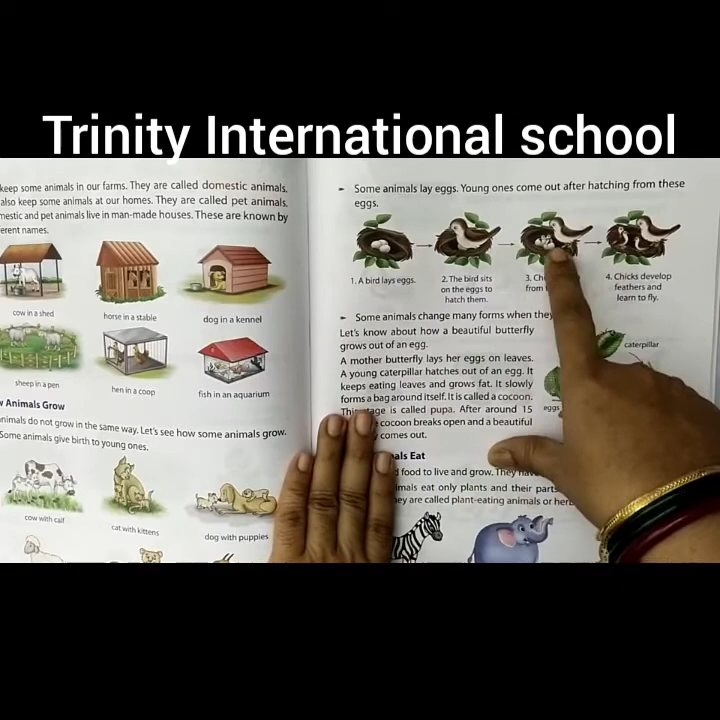 Trinity International school
keep some animals in our farms. They are called domestic animals.
also keep some animals at our homes. They are called pet animals.
mestic and pet animals live in man-made houses. These are known by
erent names.
cow in a shed
horse in a stable
dog in a kennel
sheep in a pen
hen in a coop
fish in an aquarium
w Animals Grow
nimals do not grow in the same way. Let's see how some animals grow.
Some animals give birth to young ones.
cow with calf
cat with kittens
dog with puppies
Some animals lay eggs. Young ones come out after hatching from these
eggs.
1. A bird lays eggs.
2. The bird sits
on the eggs to
hatch them.
3. Ch
from
4. Chicks develop
feathers and
learn to fly.
Some animals change many forms when they
Let's know about how a beautiful butterfly
grows out of an egg.
A mother butterfly lays her eggs on leaves.
A young caterpillar hatches out of an egg. It
keeps eating leaves and grows fat. It slowly
forms a bag around itself. It is called a cocoon.
This stage is called pupa. After around 15
cocoon breaks open and a beautiful
comes out.
caterpillar
eggs
als Eat
food to live and grow. They
imals eat only plants and their parts
ey are called plant-eating animals or her